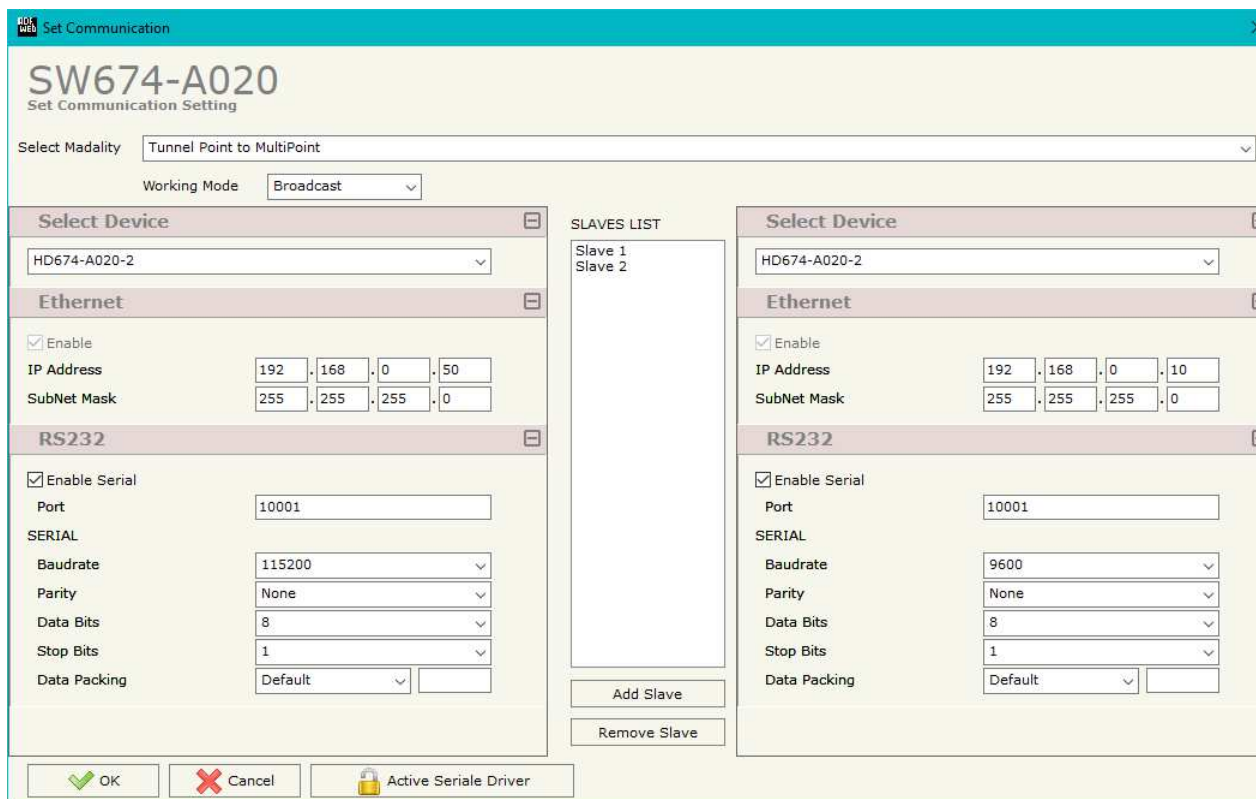 ADF
WEB
Set Communication
SW674-A020
Set Communication Setting
Select Madality
Tunnel Point to MultiPoint
Working Mode
Broadcast
Select Device
HD674-A020-2
Ethernet
Enable
IP Address
192 . 168 . 0 . 50
SubNet Mask
255 . 255 . 255 . 0
RS232
Enable Serial
Port
10001
SERIAL
Baudrate
115200
Parity
None
Data Bits
8
Stop Bits
1
Data Packing
Default
SLAVES LIST
Slave 1
Slave 2
Add Slave
Remove Slave
Select Device
HD674-A020-2
Ethernet
Enable
IP Address
192 . 168 . 0 . 10
SubNet Mask
255 . 255 . 255 . 0
RS232
Enable Serial
Port
10001
SERIAL
Baudrate
9600
Parity
None
Data Bits
8
Stop Bits
1
Data Packing
Default
OK
Cancel
Active Seriale Driver